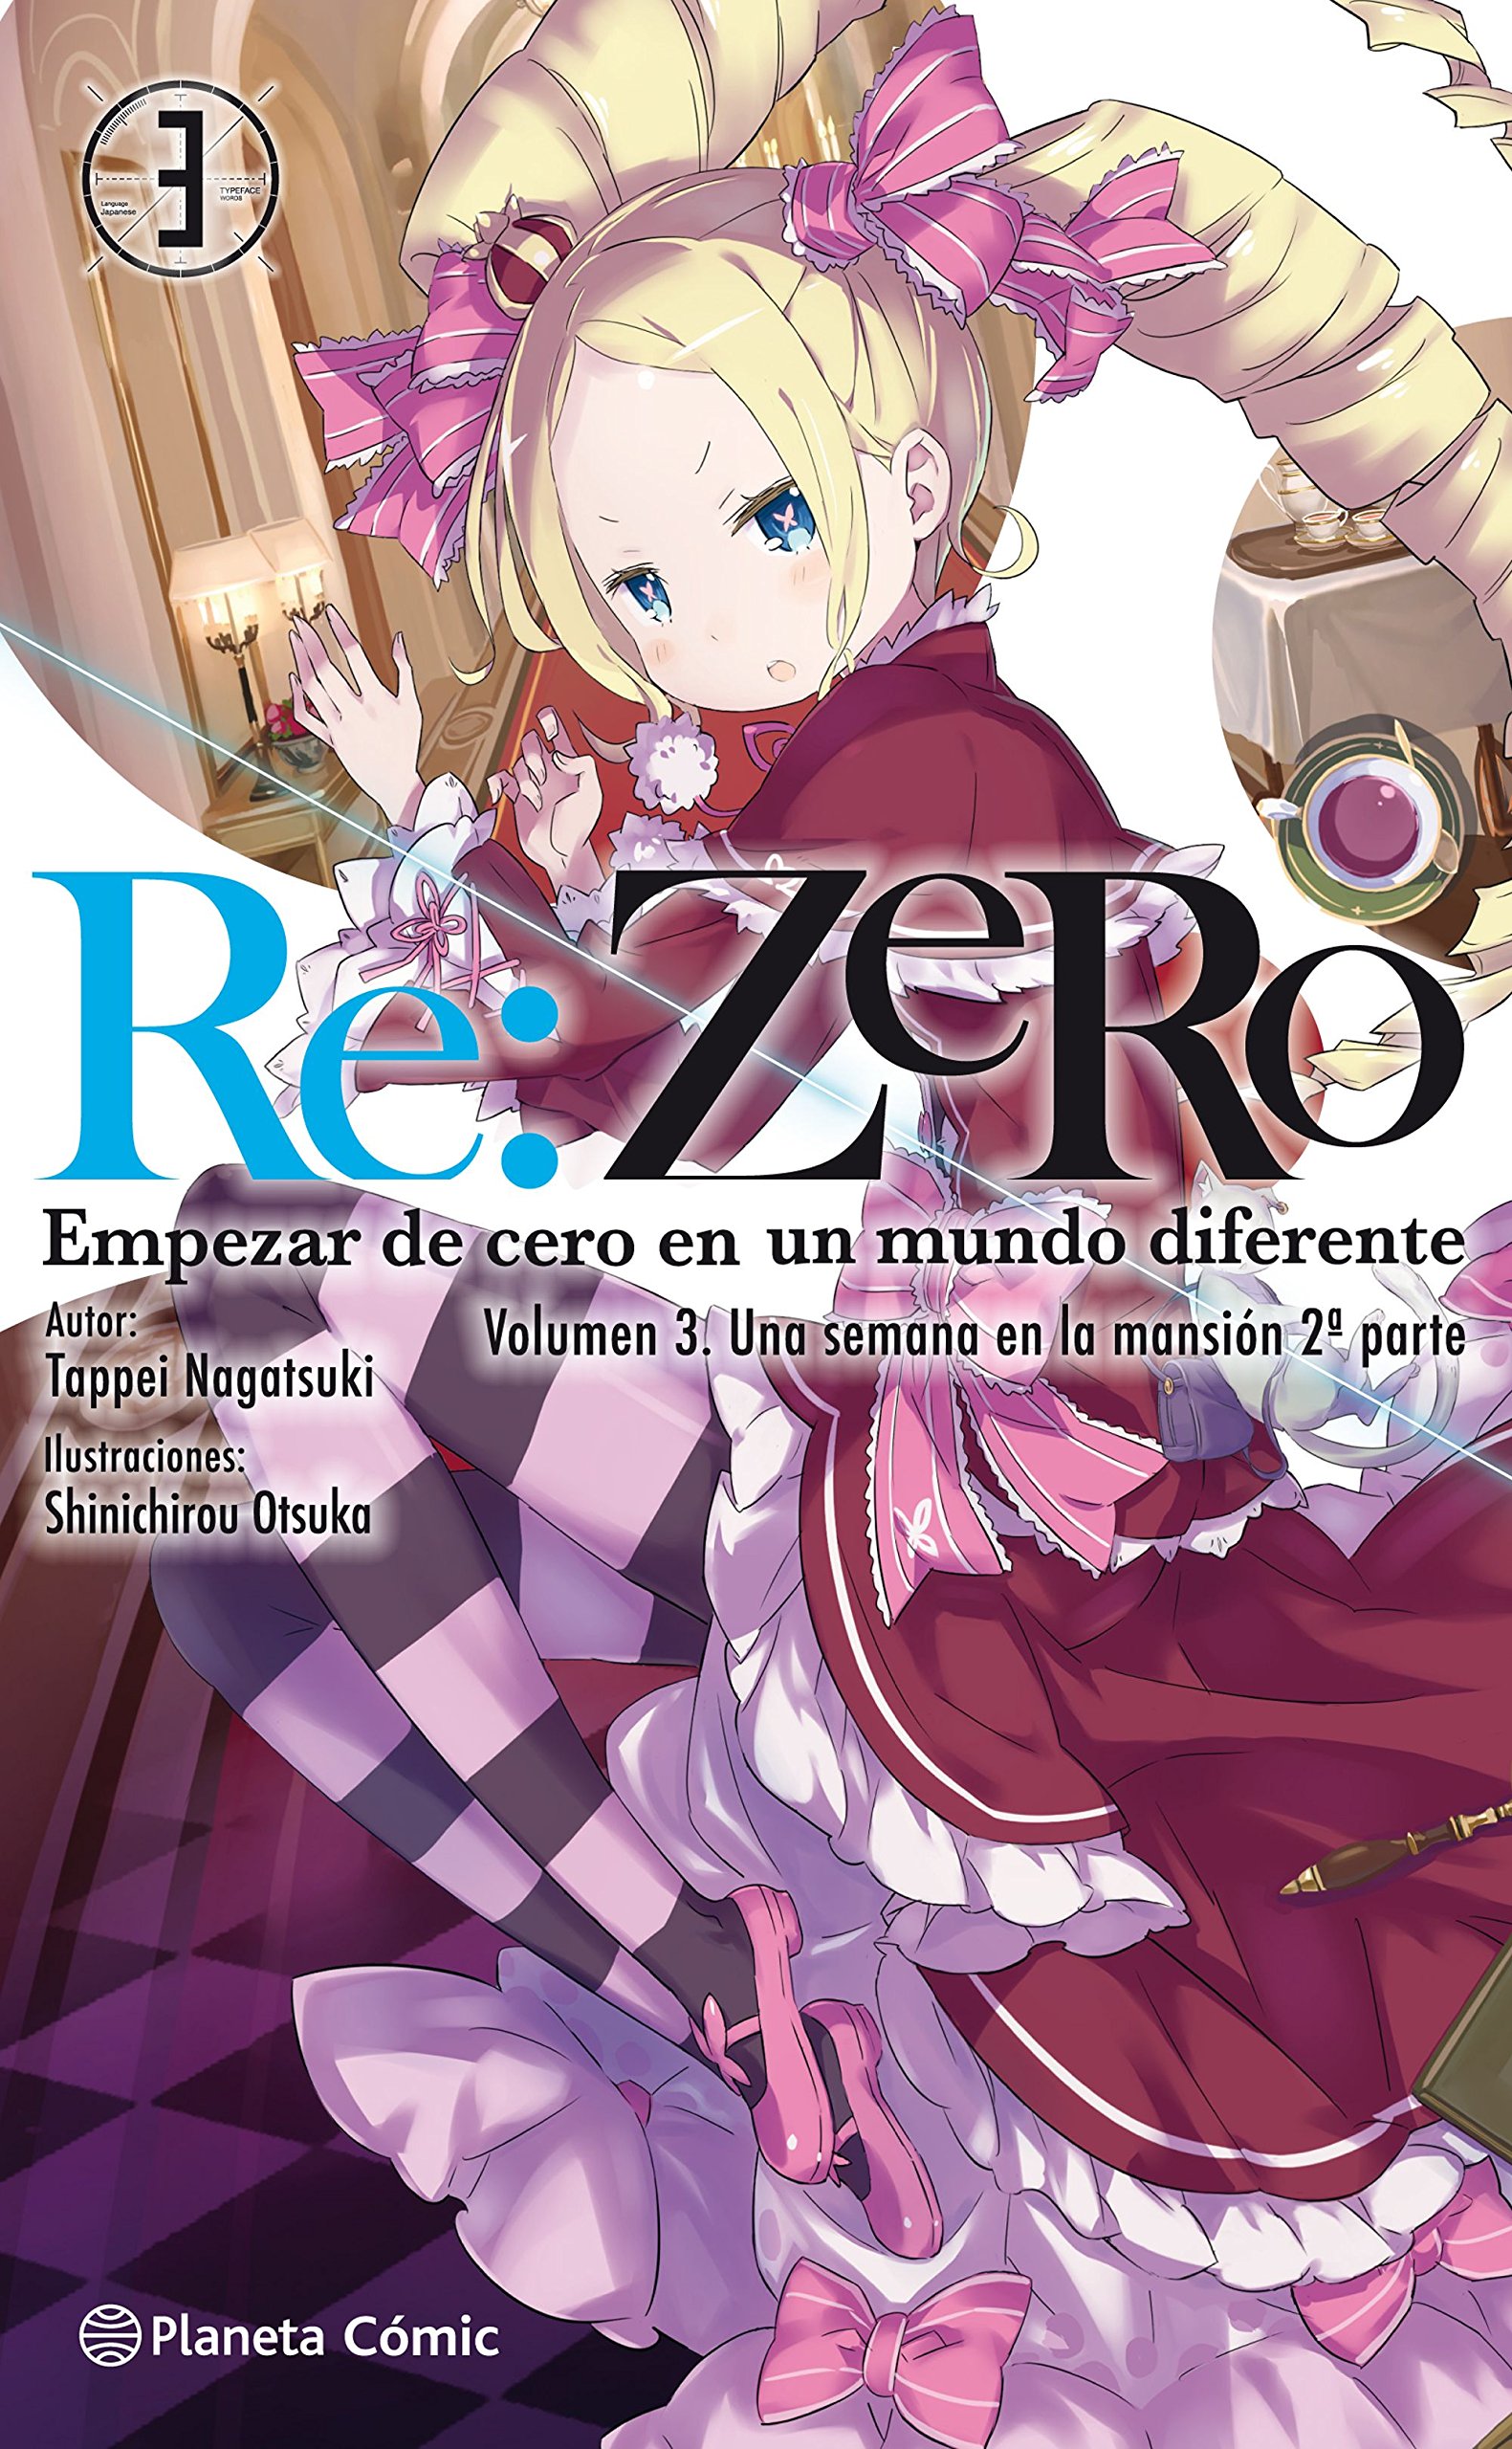 3
TYPEFACE
WORDS
Language
Japanese
Re:ZeRo
Empezar de cero en un mundo diferente
Volumen 3. Una semana en la mansión 2ª parte
Autor:
Tappei Nagatsuki
Ilustraciones:
Shinichirou Otsuka
Planeta Cómic